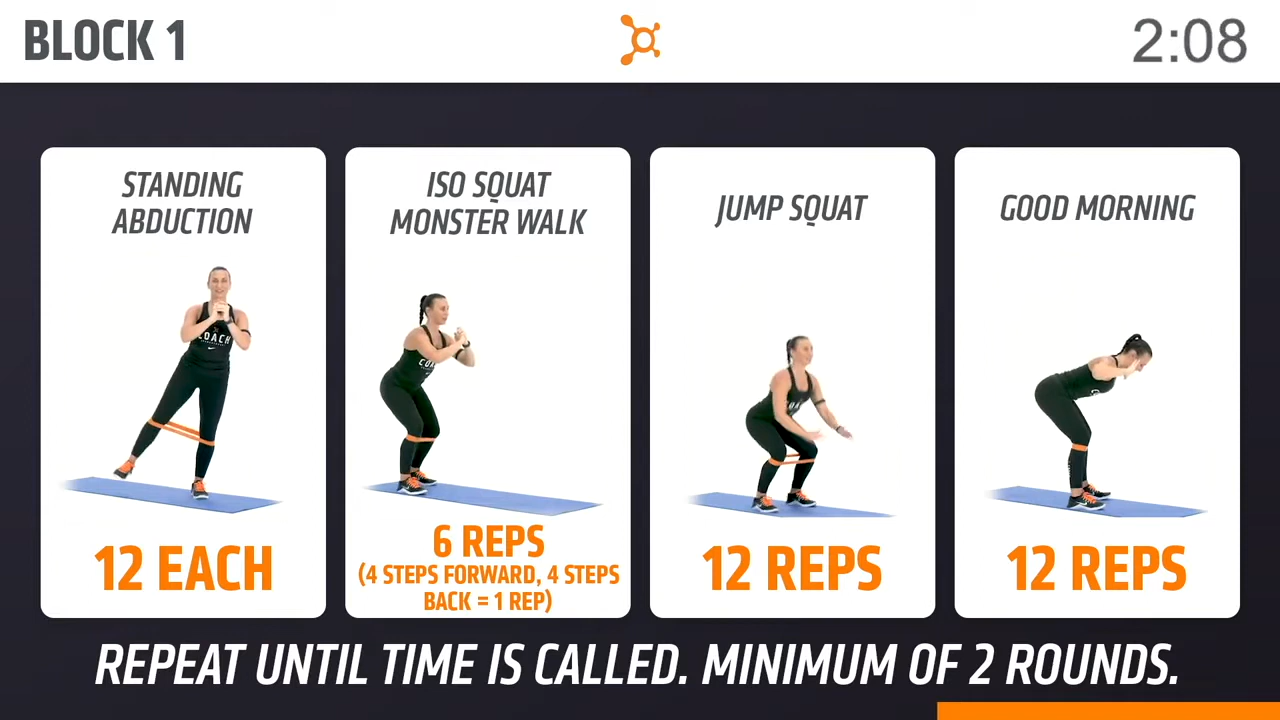 BLOCK 1
2:08
STANDING
ABDUCTION
12 EACH
ISO SQUAT
MONSTER WALK
6 REPS
(4 STEPS FORWARD, 4 STEPS
BACK = 1 REP)
JUMP SQUAT
12 REPS
GOOD MORNING
12 REPS
REPEAT UNTIL TIME IS CALLED. MINIMUM OF 2 ROUNDS.